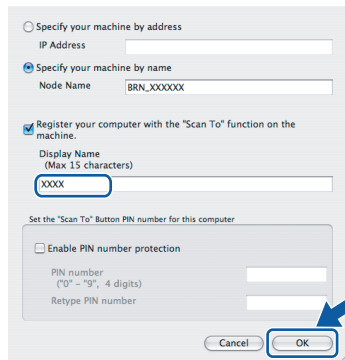 Specify your machine by address
IP Address
Specify your machine by name
Node Name BRN_XXXXXX
Register your computer with the "Scan To" function on the
machine.
Display Name
(Max 15 characters)
XXXX
Set the "Scan To" Button PIN number for this computer
Enable PIN number protection
PIN number
("0" – "9", 4 digits)
Retype PIN number
Cancel OK